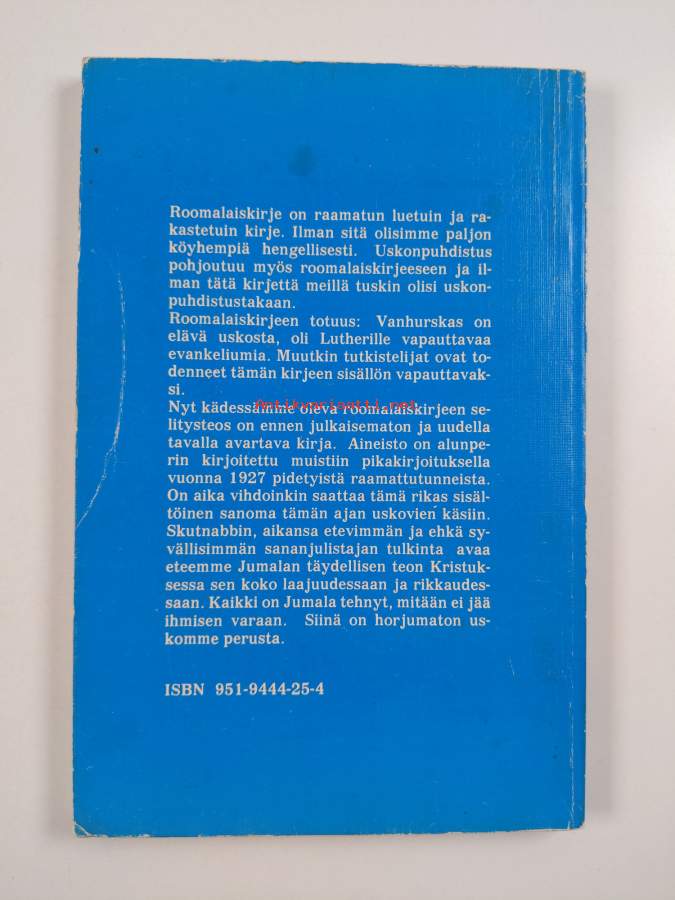 Roomalaiskirje on raamatun luetuin ja ra-
kastetuin kirje. Ilman sitä olisimme paljon
köyhempiä hengellisesti. Uskonpuhdistus
pohjoutuu myös roomalaiskirjeeseen ja il-
man tätä kirjettä meillä tuskin olisi uskon-
puhdistustakaan.
Roomalaiskirjeen totuus: Vanhurskas on
elävä uskosta, oli Lutherille vapauttavaa
evankeliumia. Muutkin tutkistelijat ovat to-
denneet tämän kirjeen sisällön vapauttavak-
si.
Antikvariaatti.net
Nyt kädessämme oleva roomalaiskirjeen se-
litysteos on ennen julkaisematon ja uudella
tavalla avartava kirja. Aineisto on alunpe-
rin kirjoitettu muistiin pikakirjoituksella
vuonna 1927 pidetyistä raamattutunneista.
On aika vihdoinkin saattaa tämä rikas sisäl-
töinen sanoma tämän ajan uskovien käsiin.
Skutnabbin, aikansa etevimmän ja ehkä sy-
vällisimmän sananjulistajan tulkinta avaa
eteemme Jumalan täydellisen teon Kristuk-
sessa sen koko laajuudessaan ja rikkaudes-
saan. Kaikki on Jumala tehnyt, mitään ei jää
ihmisen varaan. Siinä on horjumaton us-
komme perusta.
ISBN 951-9444-25-4